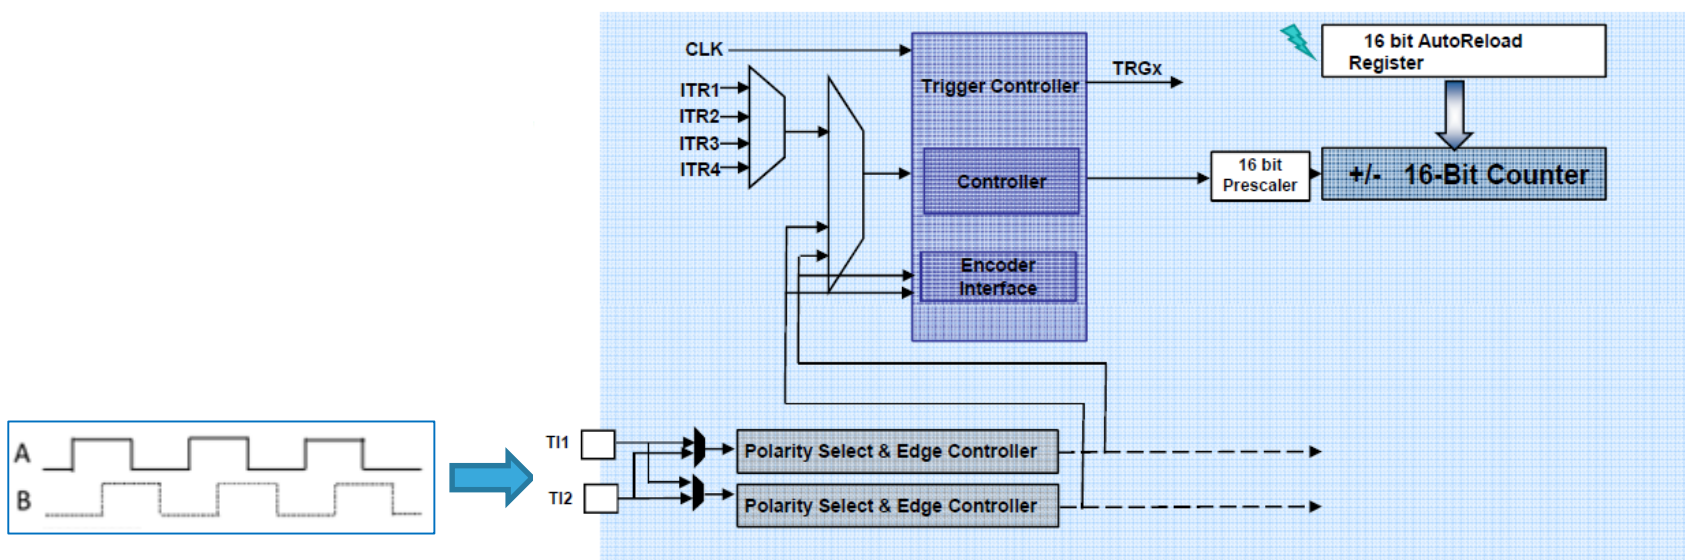 CLK
ITR1
ITR2
ITR3
ITR4
Trigger Controller
TRGx
16 bit AutoReload
Register
Controller
16 bit
Prescaler
+/- 16-Bit Counter
Encoder
Interface
A
B
TI1
TI2
Polarity Select & Edge Controller
Polarity Select & Edge Controller